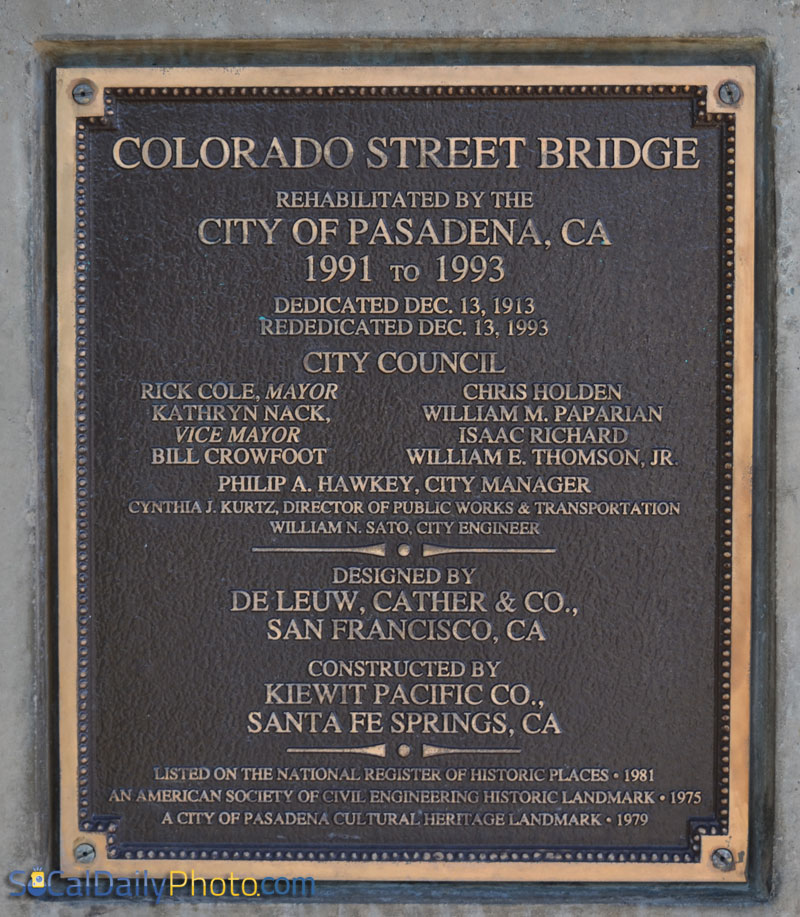 COLORADO STREET BRIDGE
REHABILITATED BY THE
CITY OF PASADENA, CA
1991 TO 1993
DEDICATED DEC. 13, 1913
REDEDICATED DEC. 13, 1993
CITY COUNCIL
RICK COLE, MAYOR
KATHRYN NACK,
VICE MAYOR
BILL CROWFOOT
CHRIS HOLDEN
WILLIAM M. PAPARIAN
ISAAC RICHARD
WILLIAM E. THOMSON, JR.
PHILIP A. HAWKEY, CITY MANAGER
CYNTHIA J. KURTZ, DIRECTOR OF PUBLIC WORKS & TRANSPORTATION
WILLIAM N. SATO, CITY ENGINEER
DESIGNED BY
DE LEUW, CATHER & CO.,
SAN FRANCISCO, CA
CONSTRUCTED BY
KIEWIT PACIFIC CO.,
SANTA FE SPRINGS, CA
LISTED ON THE NATIONAL REGISTER OF HISTORIC PLACES • 1981
AN AMERICAN SOCIETY OF CIVIL ENGINEERING HISTORIC LANDMARK • 1975
A CITY OF PASADENA CULTURAL HERITAGE LANDMARK • 1979
SoCalDailyPhoto.com